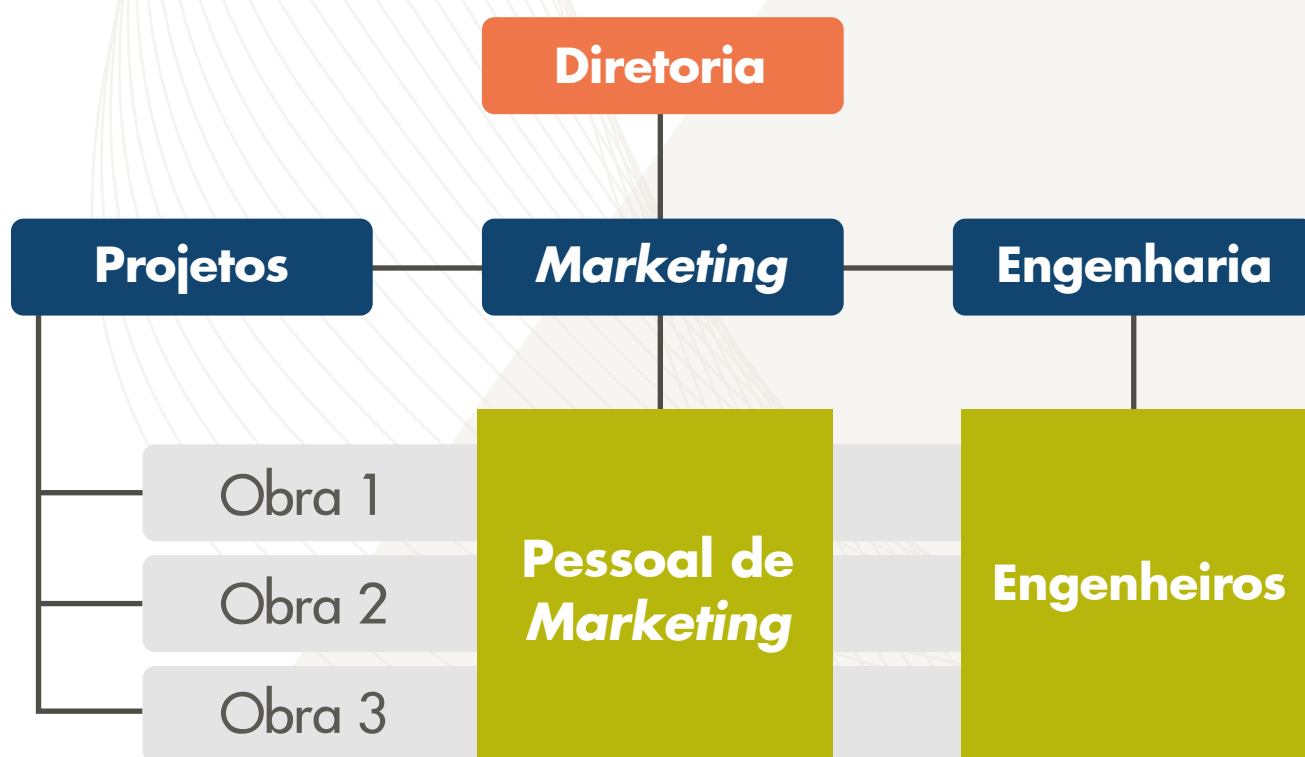 Diretoria
Projetos
Marketing
Engenharia
Obra 1
Obra 2
Obra 3
Pessoal de
Marketing
Engenheiros